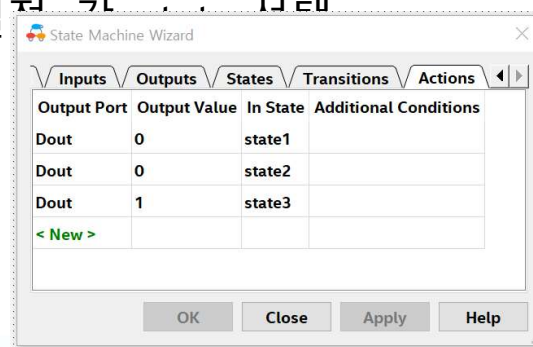 State Machine Wizard
Inputs Outputs States Transitions Actions
Output Port Output Value In State Additional Conditions
Dout 0 state1
Dout 0 state2
Dout 1 state3
< New >
OK Close Apply Help